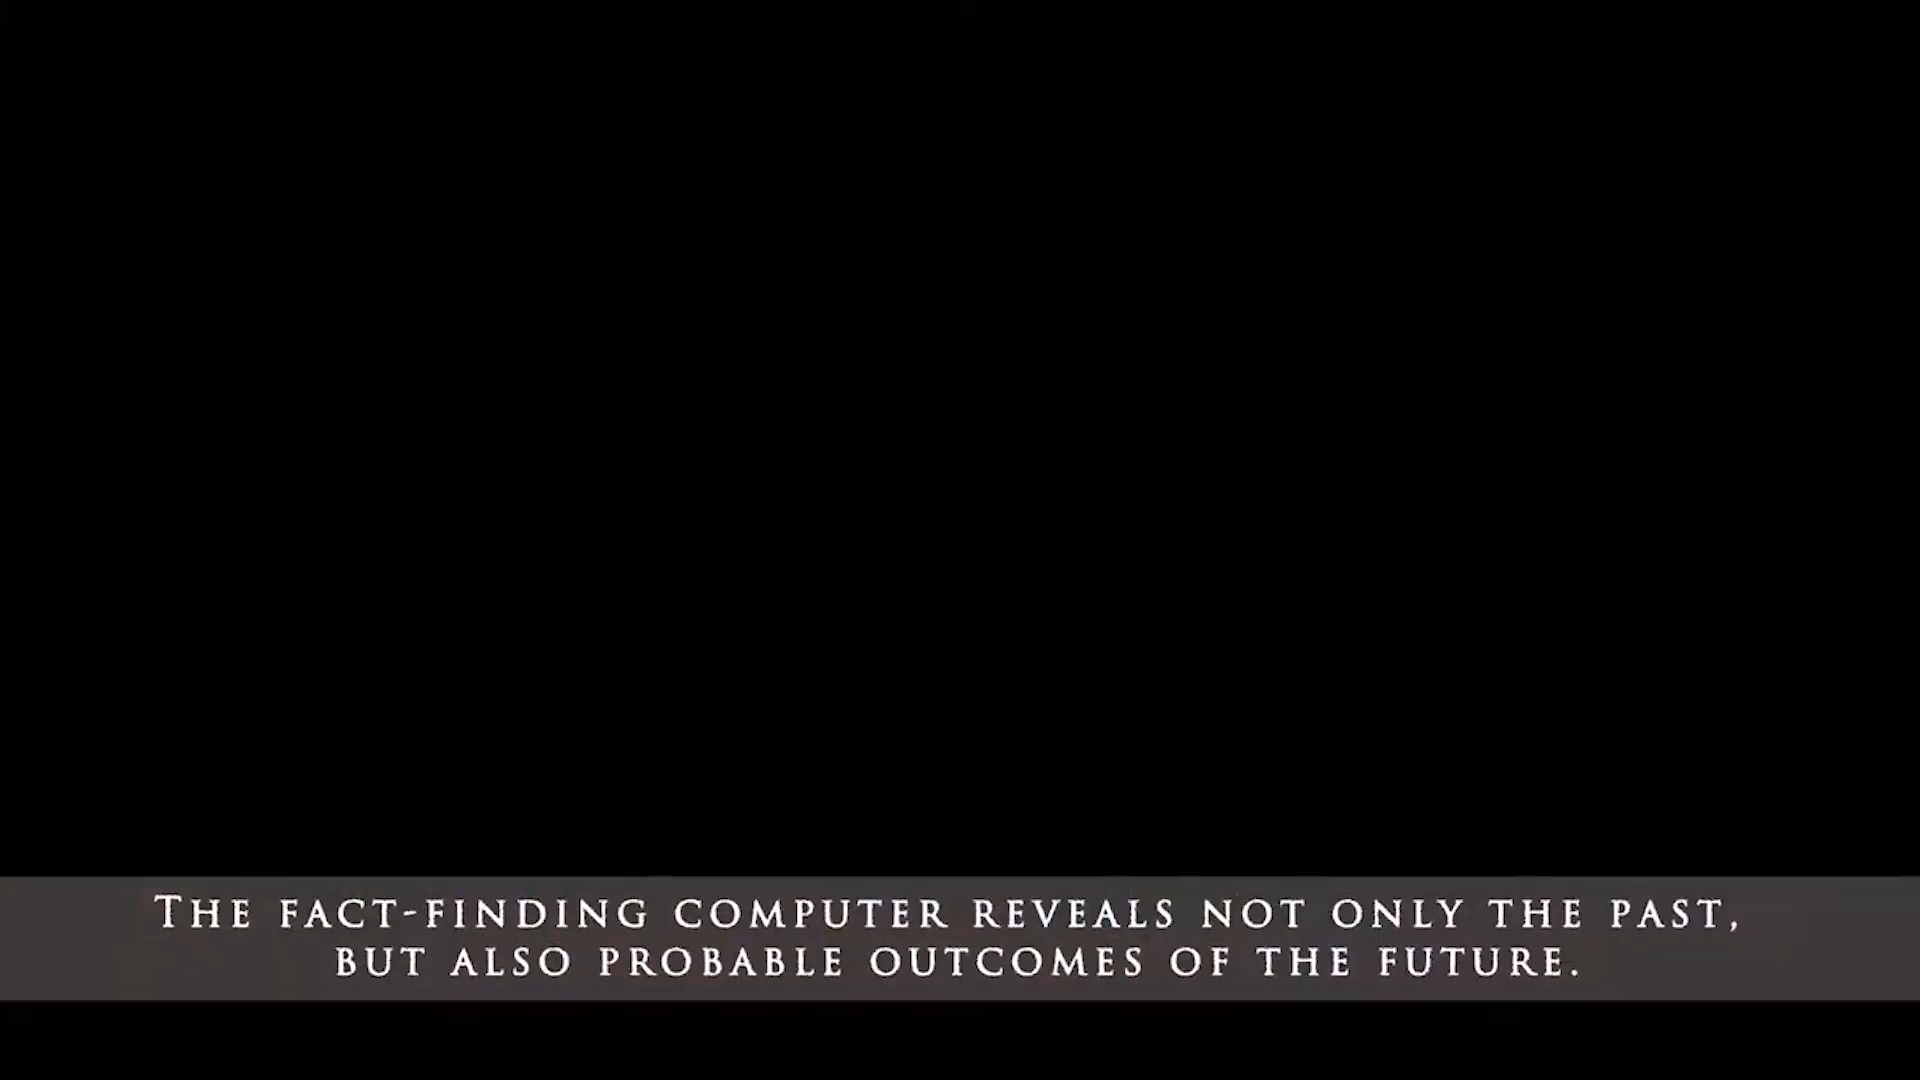 The fact-finding computer reveals not only the past,
but also probable outcomes of the future.